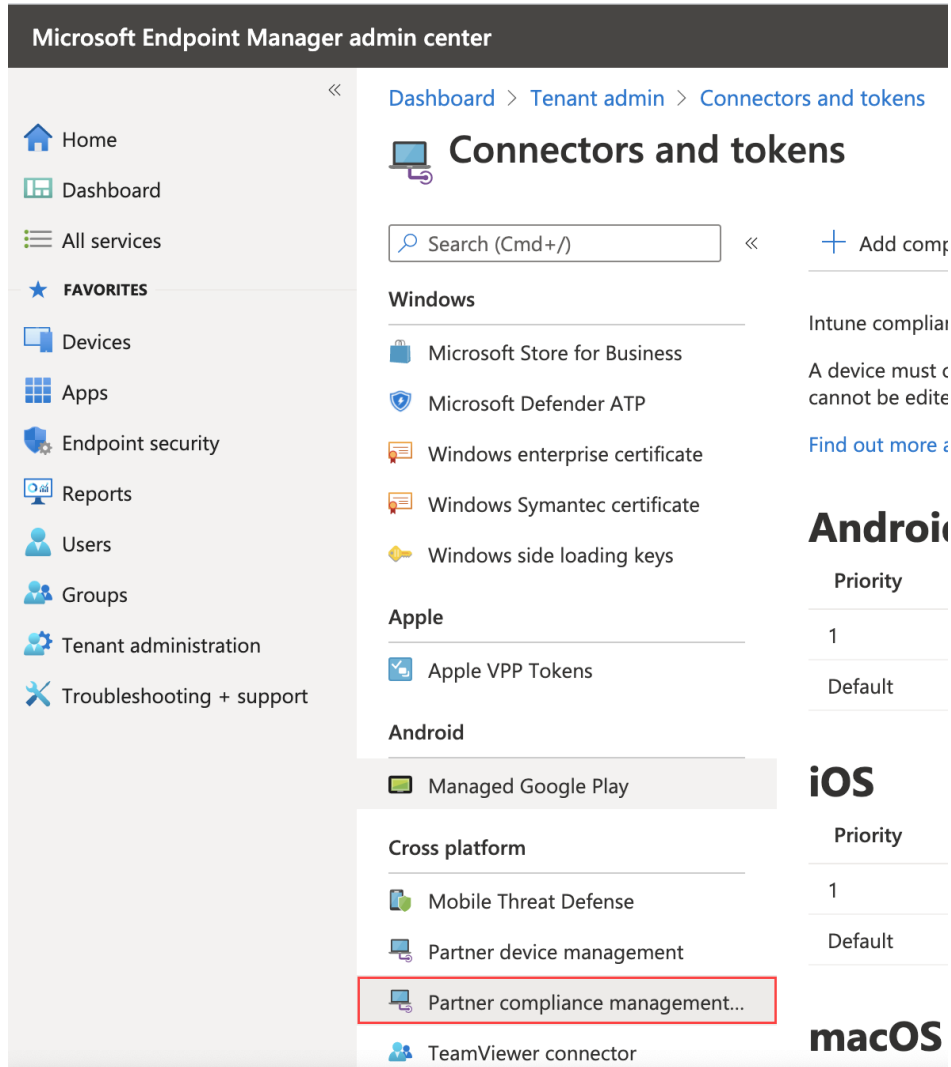 Microsoft Endpoint Manager admin center
«
Home
Dashboard
All services
FAVORITES
Devices
Apps
Endpoint security
Reports
Users
Groups
Tenant administration
Troubleshooting + support
Dashboard > Tenant admin > Connectors and tokens
Connectors and tokens
Search (Cmd+/)
«
Windows
Microsoft Store for Business
Microsoft Defender ATP
Windows enterprise certificate
Windows Symantec certificate
Windows side loading keys
Apple
Apple VPP Tokens
Android
Managed Google Play
Cross platform
Mobile Threat Defense
Partner device management
Partner compliance management...
TeamViewer connector
+ Add comp
Intune complian
A device must
cannot be edite
Find out more a
Android
Priority
1
Default
iOS
Priority
1
Default
macOS